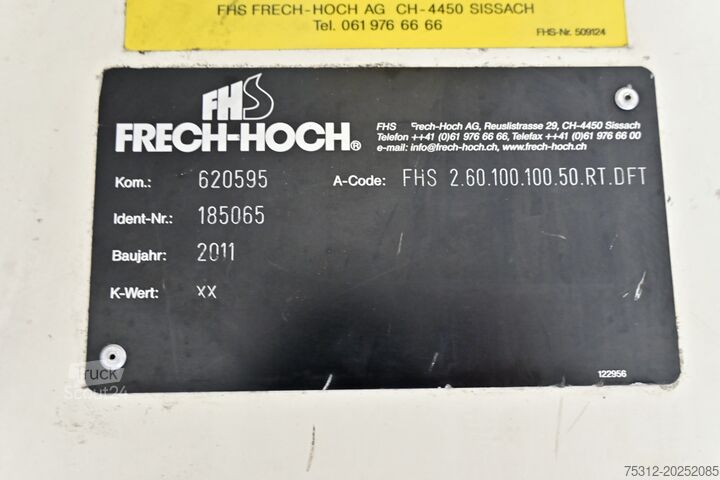 FHS FRECH-HOCH AG CH-4450 SISSACH
Tel. 061 976 66 66
FHS-Nr. 509124
FHS
FRECH-HOCH®
FHS Frech-Hoch AG, Reuslistrasse 29, CH-4450 Sissach
Telefon ++41 (0)61 976 66 66, Telefax ++41 (0)61 976 66 00
e-mail: info@frech-hoch.ch, www.frech-hoch.ch
Kom.: 620595 A-Code: FHS 2.60.100.100.50.RT.DFT
Ident-Nr.: 185065
Baujahr: 2011
K-Wert: XX
122956
Truck
Scout24
75312-20252085